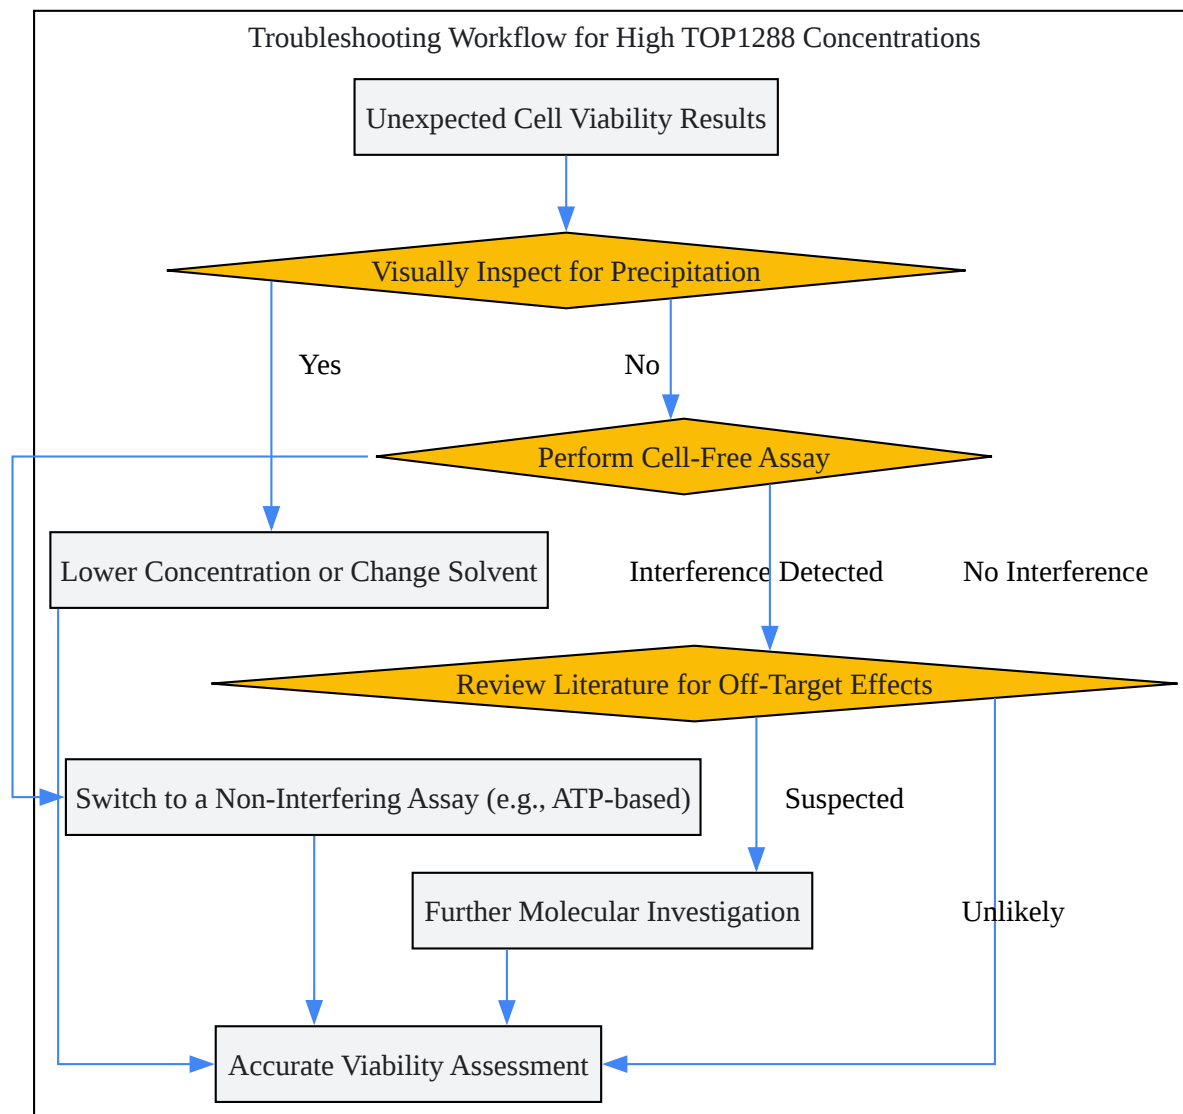 Troubleshooting Workflow for High TOP1288 Concentrations
Unexpected Cell Viability Results
Visually Inspect for Precipitation
Yes
No
Perform Cell-Free Assay
Lower Concentration or Change Solvent
Interference Detected
No Interference
Review Literature for Off-Target Effects
Switch to a Non-Interfering Assay (e.g., ATP-based)
Suspected
Further Molecular Investigation
Unlikely
Accurate Viability Assessment